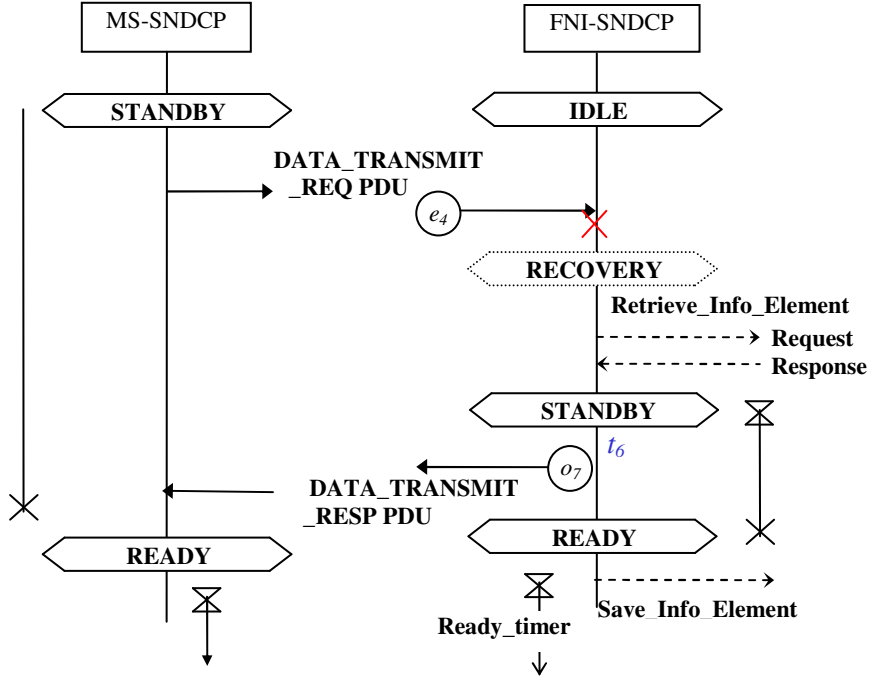 MS-SNDCP
FNI-SNDCP
STANDBY
IDLE
DATA_TRANSMIT
_REQ PDU
e4
RECOVERY
Retrieve_Info_Element
Request
Response
STANDBY
t6
o7
DATA_TRANSMIT
_RESP PDU
READY
READY
Ready_timer
Save_Info_Element